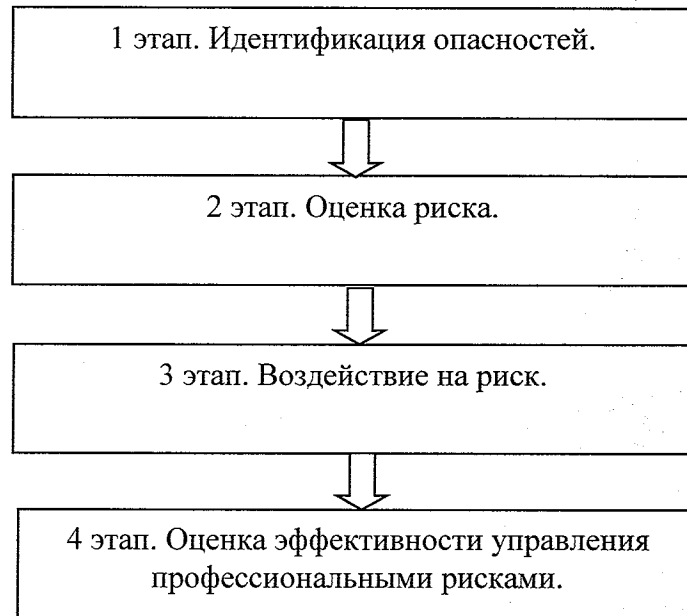 1 этап. Идентификация опасностей.
2 этап. Оценка риска.
3 этап. Воздействие на риск.
4 этап. Оценка эффективности управления
профессиональными рисками.